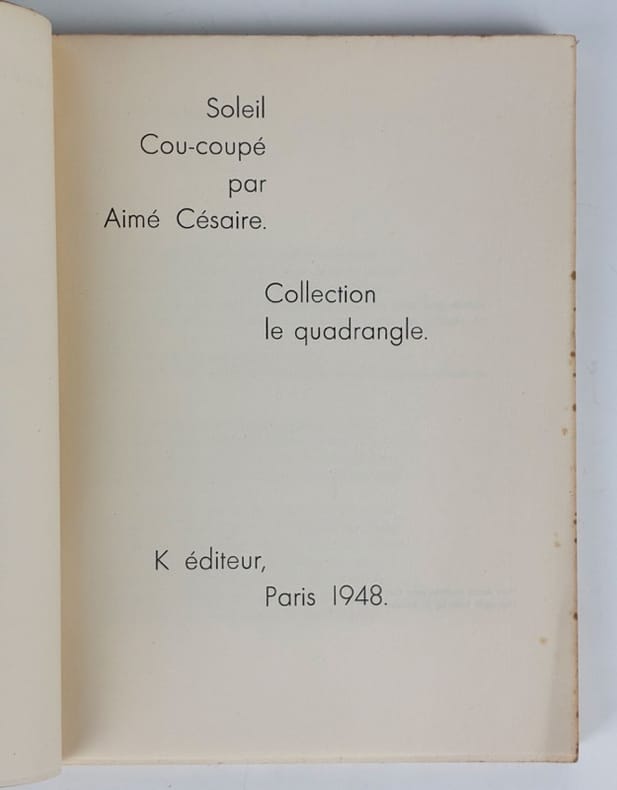 Soleil
Cou-coupé
par
Aimé Césaire.
Collection
le quadrangle.
K éditeur,
Paris 1948.